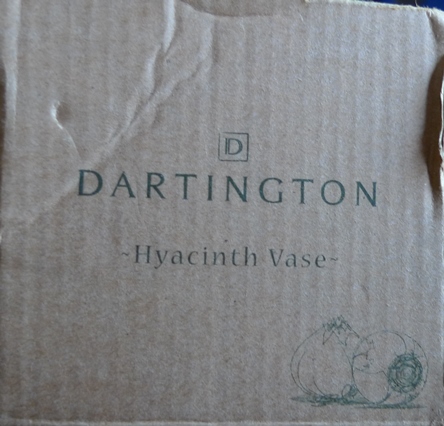 D
DARTINGTON
~Hyacinth Vase~